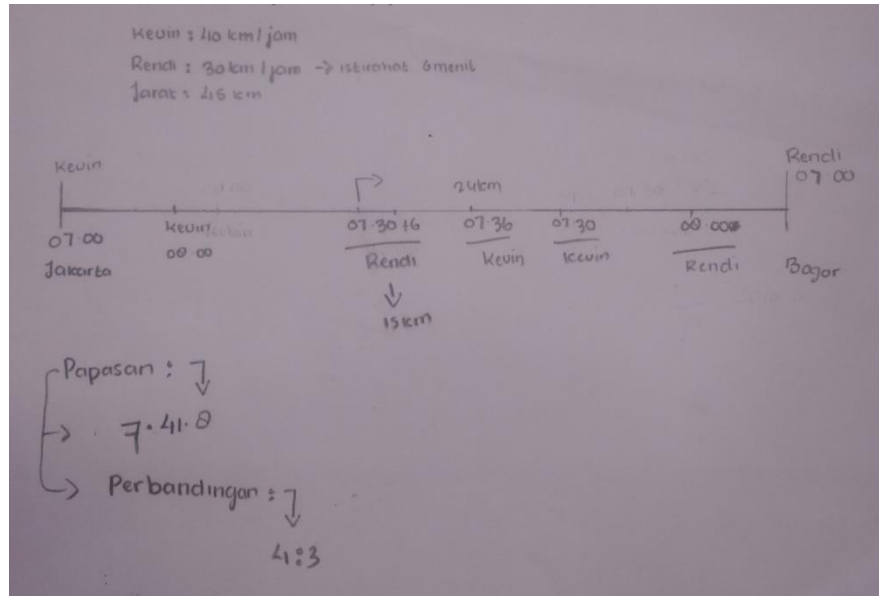 Kevin : 40 km/jam
Rendi : 30 km/jam -> istirahat 6 menit
Jarak : 45 km
Kevin
24km
Rendi
07.00
07.00
Jakarta
Kevin
08.00
07.30+6
Rendi
15 km
07.36
Kevin
07.30
Kevin
08.00
Rendi
Bogor
Papasan :
7.41.8
Perbandingan :
4:3